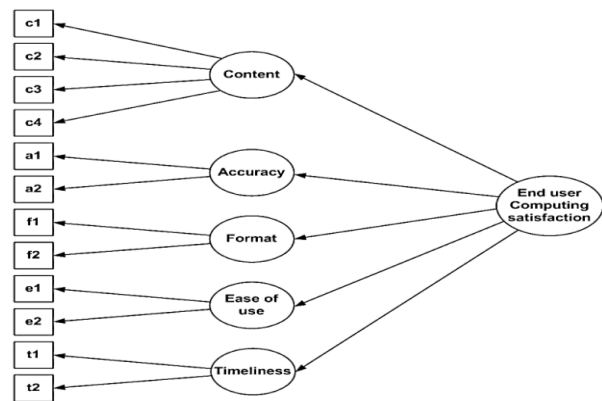 c1
c2
c3
c4
a1
a2
f1
f2
e1
e2
t1
t2
Content
Accuracy
Format
Ease of
use
Timeliness
End user
Computing
satisfaction